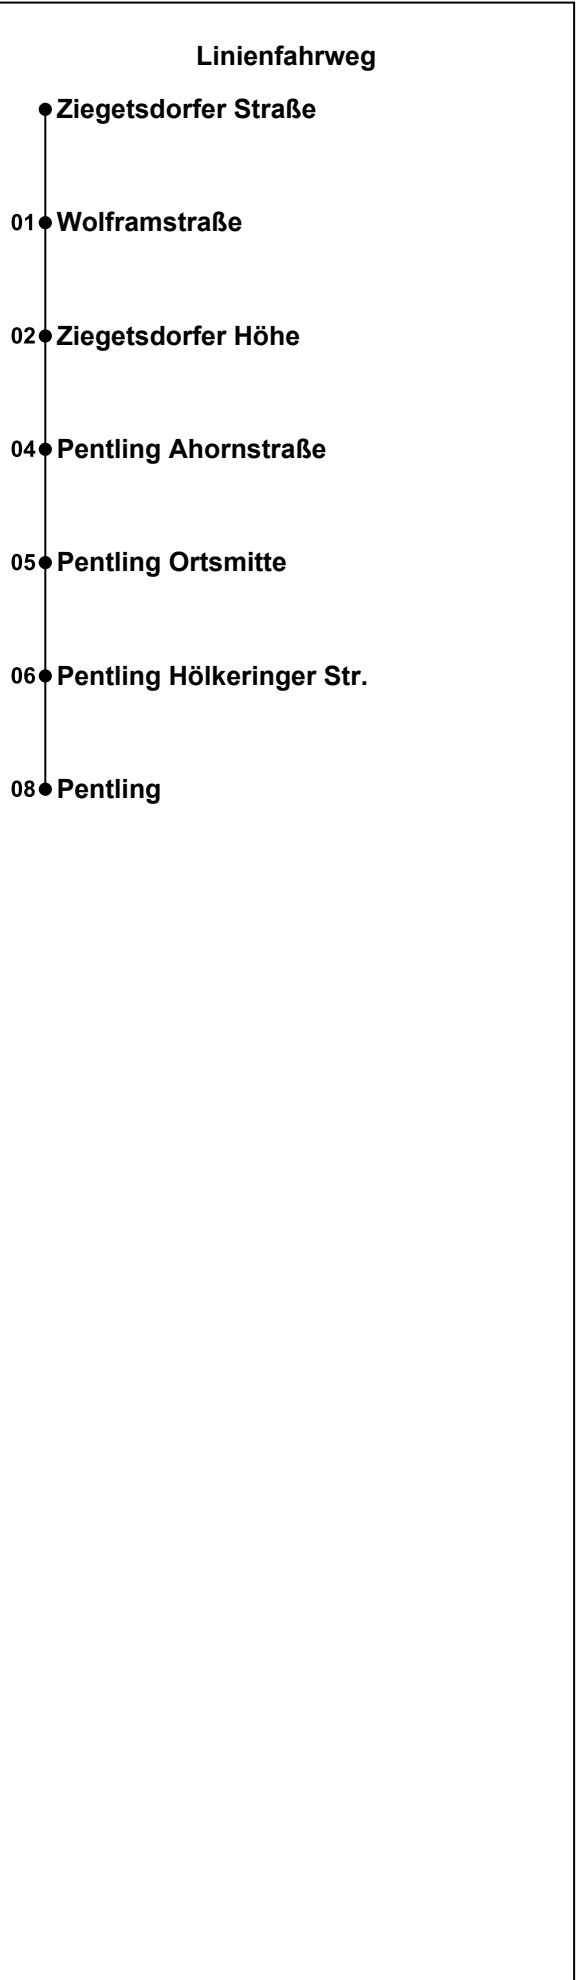 Linienfahrweg
Ziegetsdorfer Straße
01 Wolframstraße
02 Ziegetsdorfer Höhe
04 Pentling Ahornstraße
05 Pentling Ortsmitte
06 Pentling Hölkeringer Str.
08 Pentling